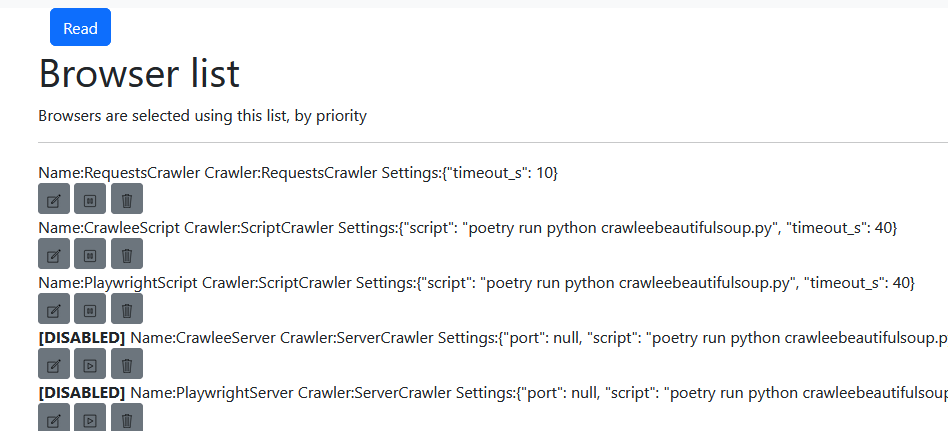 Read
Browser list
Browsers are selected using this list, by priority
Name:RequestsCrawler Crawler:RequestsCrawler Settings:{"timeout_s": 10}
Name:CrawleeScript Crawler:ScriptCrawler Settings:{"script": "poetry run python crawleebeautifulsoup.py", "timeout_s": 40}
Name:PlaywrightScript Crawler:ScriptCrawler Settings:{"script": "poetry run python crawleebeautifulsoup.py", "timeout_s": 40}
[DISABLED] Name:CrawleeServer Crawler:ServerCrawler Settings:{"port": null, "script": "poetry run python crawleebeautifulsoup.p
[DISABLED] Name:PlaywrightServer Crawler:ServerCrawler Settings:{"port": null, "script": "poetry run python crawleebeautifulsoup